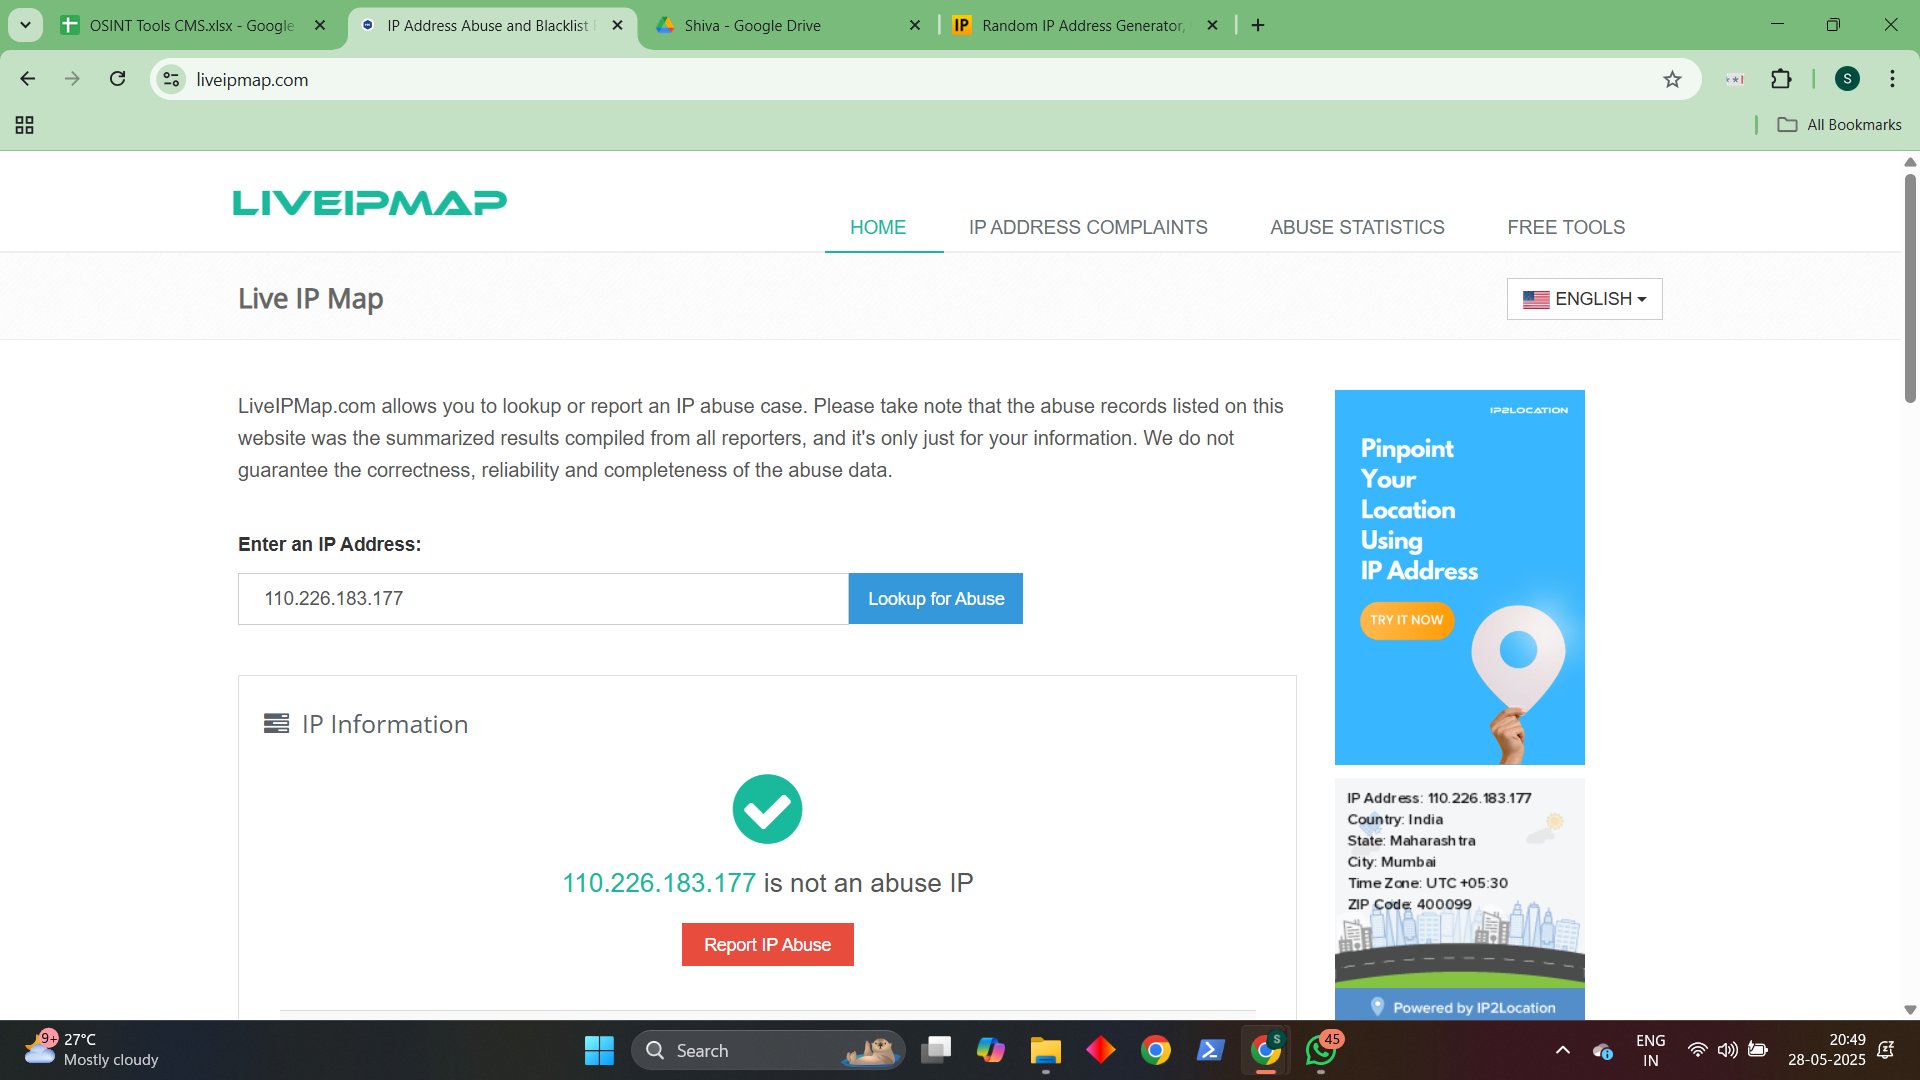 OSINT Tools CMS.xlsx - Google
IP Address Abuse and Blacklist
Shiva - Google Drive
IP
Random IP Address Generator,
liveipmap.com
S
All Bookmarks
LIVEIPMAP
HOME
IP ADDRESS COMPLAINTS
ABUSE STATISTICS
FREE TOOLS
Live IP Map
ENGLISH
LiveIPMap.com allows you to lookup or report an IP abuse case. Please take note that the abuse records listed on this
website was the summarized results compiled from all reporters, and it's only just for your information. We do not
guarantee the correctness, reliability and completeness of the abuse data.
Enter an IP Address:
110.226.183.177
Lookup for Abuse
IP Information
110.226.183.177 is not an abuse IP
Report IP Abuse
IP2LOCATION
Pinpoint
Your
Location
Using
IP Address
TRY IT NOW
IP Address: 110.226.183.177
Country: India
State: Maharashtra
City: Mumbai
Time Zone: UTC +05:30
ZIP Code: 400099
Powered by IP2Location
9+
27°C
Mostly cloudy
Search
S
45
ENG
IN
20:49
28-05-2025